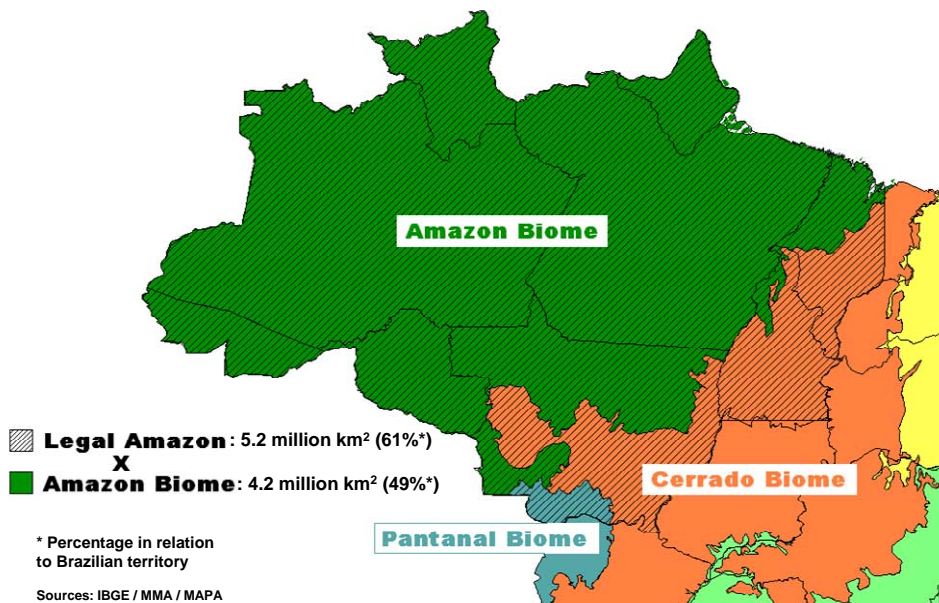 Amazon Biome
Legal Amazon: 5.2 million km² (61%*)
X
Amazon Biome: 4.2 million km² (49%*)
Cerrado Biome
Pantanal Biome
* Percentage in relation
to Brazilian territory
Sources: IBGE / MMA / MAPA